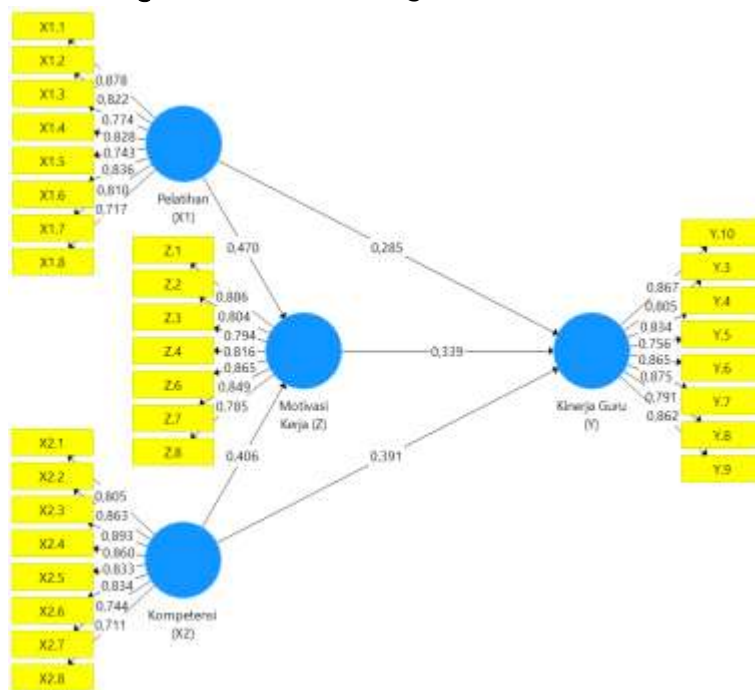 X1.1
X1.2
X1.3
X1.4
X1.5
X1.6
X1.7
X1.8
0,878
0,822
0,774
0,828
0,743
0,836
0,810
0,717
Pelatihan
(X1)
0,470
0,285
Z.1
Z.2
Z.3
Z.4
Z.6
Z.7
Z.8
0,804
0,794
0,816
0,865
0,849
0,785
Motivasi
Kerja (Z)
0,339
0,406
0,391
Y.10
Y.3
Y.4
Y.5
Y.6
Y.7
Y.8
Y.9
0,867
0,805
0,834
0,756
0,865
0,875
0,791
0,862
Kinerja Guru
(Y)
X2.1
X2.2
X2.3
X2.4
X2.5
X2.6
X2.7
X2.8
0,805
0,863
0,893
0,860
0,833
0,834
0,744
0,711
Kompetensi
(X2)